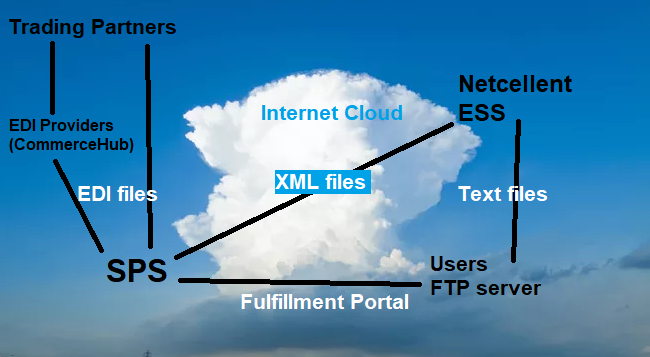 Trading Partners
Internet Cloud
Netcellent
ESS
EDI Providers
(CommerceHub)
EDI files
XML files
Text files
SPS
Users
FTP server
Fulfillment Portal